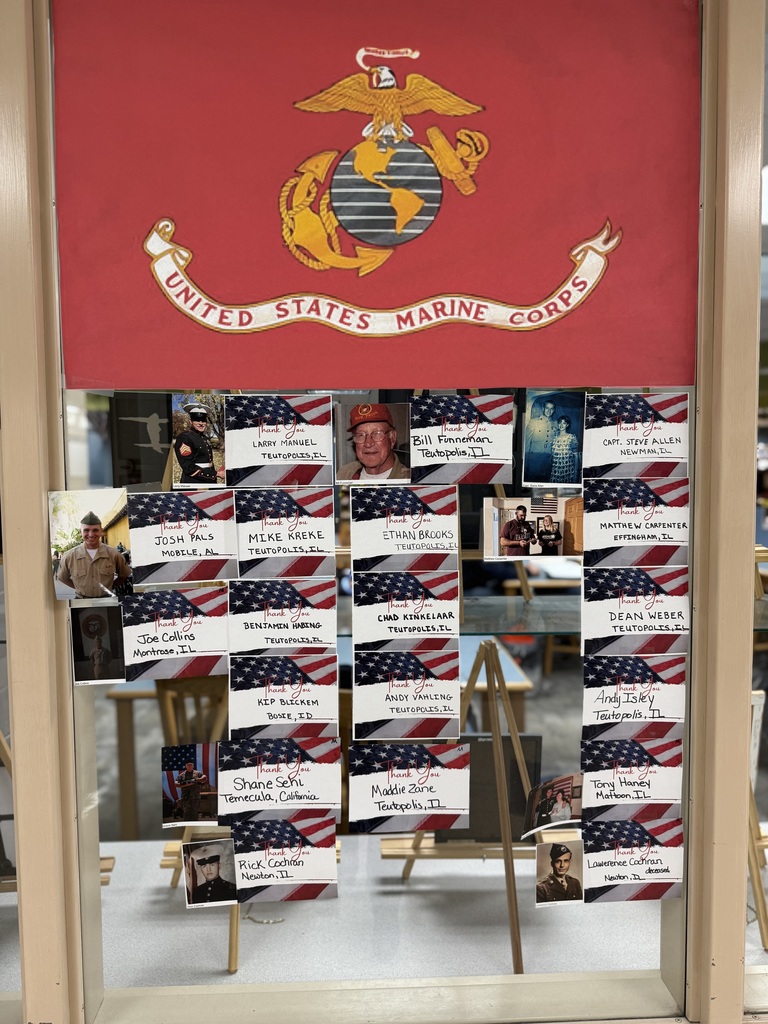 UNITED STATES MARINE CORPS
Thank You
LARRY MANUEL
TEUTOPOLIS, IL
Thank You
Bill Funneman
Teutopolis, IL
Thank You
CAPT. STEVE ALLEN
NEWMAN, IL
Thank You
JOSH PALS
MOBILE, AL
Thank You
MIKE KREKE
TEUTOPOLIS, IL
Thank You
ETHAN BROOKS
TEUTOPOLIS, IL
Thank You
MATTHEW CARPENTER
EFFINGHAM, IL
Thank You
Joe Collins
Montrose, IL
Thank You
BENJAMIN HABING
TEUTOPOLIS, IL
Thank You
CHAD KINKELAAR
TEUTOPOLIS, IL
Thank You
DEAN WEBER
TEUTOPOLIS, IL
Thank You
KIP BLICKEM
BOSIE, ID
Thank You
ANDY VAHLING
TEUTOPOLIS, IL
Thank You
Andy Isley
Teutopolis, IL
Thank You
Shane Sehi
Temecula, California
Thank You
Maddie Zane
Teutopolis, IL
Thank You
Tony Haney
Mattoon, IL
Thank You
Rick Cochran
Newton, IL
Thank You
Lawerence Cochran
deceased
Newton, IL